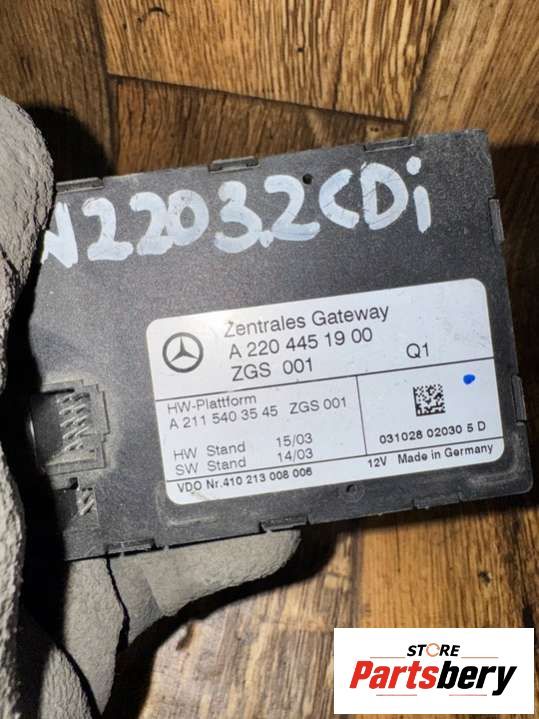 W220 3.2 CDi
Zentrales Gateway
A 220 445 19 00
ZGS 001
Q1
HW-Plattform
A 211 540 35 45 ZGS 001
HW Stand 15/03
SW Stand 14/03
031028 02030 5 D
VDO Nr.410 213 008 006
12V Made in Germany
STORE
Partsbery